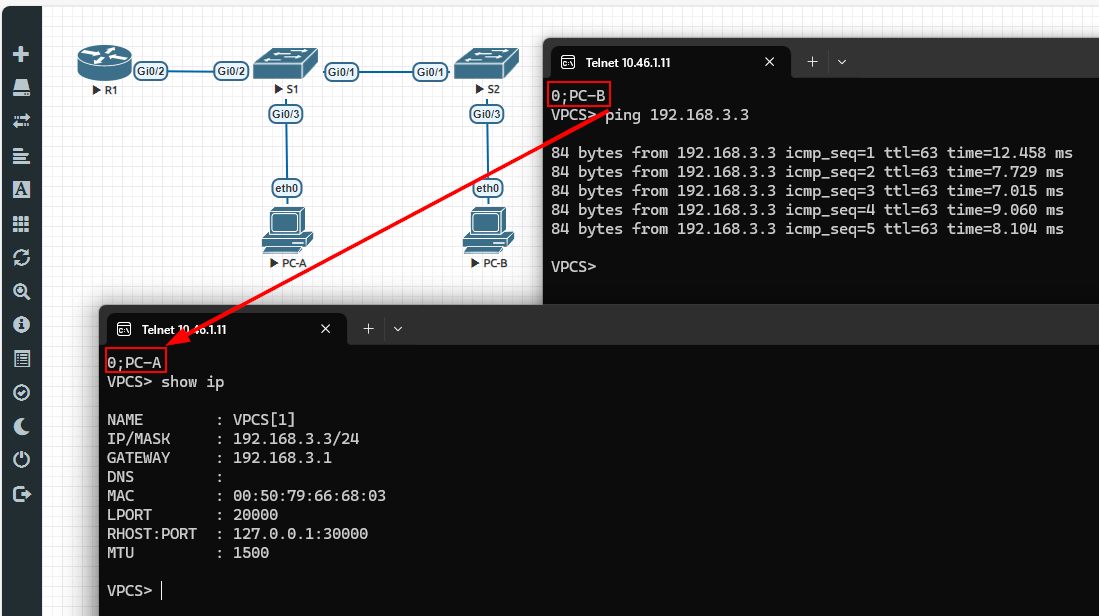 Gi0/2
Gi0/2
Gi0/1
Gi0/1
R1
S1
S2
Gi0/3
Gi0/3
eth0
eth0
PC-A
PC-B
A
Telnet 10.46.1.11
0;PC-B
VPCS> ping 192.168.3.3
84 bytes from 192.168.3.3 icmp_seq=1 ttl=63 time=12.458 ms
84 bytes from 192.168.3.3 icmp_seq=2 ttl=63 time=7.729 ms
84 bytes from 192.168.3.3 icmp_seq=3 ttl=63 time=7.015 ms
84 bytes from 192.168.3.3 icmp_seq=4 ttl=63 time=9.060 ms
84 bytes from 192.168.3.3 icmp_seq=5 ttl=63 time=8.104 ms
VPCS>
Telnet 10.46.1.11
0;PC-A
VPCS> show ip
NAME : VPCS[1]
IP/MASK : 192.168.3.3/24
GATEWAY : 192.168.3.1
DNS :
MAC : 00:50:79:66:68:03
LPORT : 20000
RHOST:PORT : 127.0.0.1:30000
MTU : 1500
VPCS>